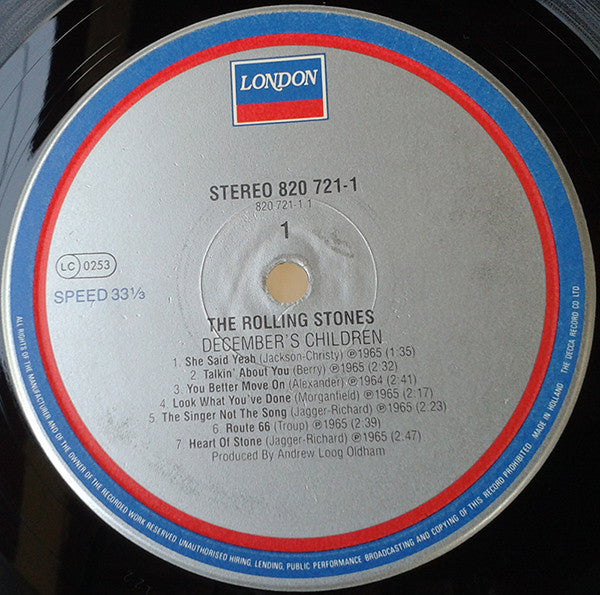 LONDON
STEREO 820 721-1
820 721-1 1
1
LC 0253
SPEED 33⅓
THE ROLLING STONES
DECEMBER'S CHILDREN
1. She Said Yeah (Jackson-Christy) ℗1965 (1:35)
2. Talkin' About You (Berry) ℗1965 (2:32)
3. You Better Move On (Alexander) ℗1964 (2:41)
4. Look What You've Done (Morganfield) ℗1965 (2:17)
5. The Singer Not The Song (Jagger-Richard) ℗1965 (2:23)
6. Route 66 (Troup) ℗1965 (2:39)
7. Heart Of Stone (Jagger-Richard) ℗1965 (2:47)
Produced By Andrew Loog Oldham
ALL RIGHTS OF THE MANUFACTURER AND OF THE OWNER OF THE RECORDED WORK RESERVED. UNAUTHORISED HIRING, LENDING, PUBLIC PERFORMANCE BROADCASTING AND COPYING OF THIS RECORD PROHIBITED. MADE IN HOLLAND THE DECCA RECORD CO LTD